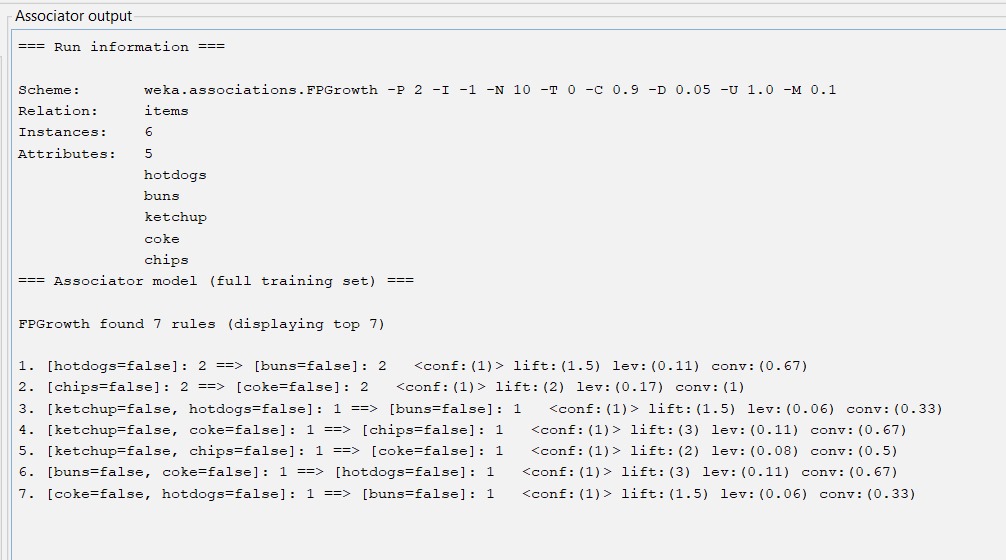 Associator output
=== Run information ===
Scheme: weka.associations.FPGrowth -P 2 -I -1 -N 10 -T 0 -C 0.9 -D 0.05 -U 1.0 -M 0.1
Relation: items
Instances: 6
Attributes: 5
hotdogs
buns
ketchup
coke
chips
=== Associator model (full training set) ===
FPGrowth found 7 rules (displaying top 7)
1. [hotdogs=false]: 2 ==> [buns=false]: 2 <conf:(1)> lift:(1.5) lev:(0.11) conv:(0.67)
2. [chips=false]: 2 ==> [coke=false]: 2 <conf:(1)> lift:(2) lev:(0.17) conv:(1)
3. [ketchup=false, hotdogs=false]: 1 ==> [buns=false]: 1 <conf:(1)> lift:(1.5) lev:(0.06) conv:(0.33)
4. [ketchup=false, coke=false]: 1 ==> [chips=false]: 1 <conf:(1)> lift:(3) lev:(0.11) conv:(0.67)
5. [ketchup=false, chips=false]: 1 ==> [coke=false]: 1 <conf:(1)> lift:(2) lev:(0.08) conv:(0.5)
6. [buns=false, coke=false]: 1 ==> [hotdogs=false]: 1 <conf:(1)> lift:(3) lev:(0.11) conv:(0.67)
7. [coke=false, hotdogs=false]: 1 ==> [buns=false]: 1 <conf:(1)> lift:(1.5) lev:(0.06) conv:(0.33)